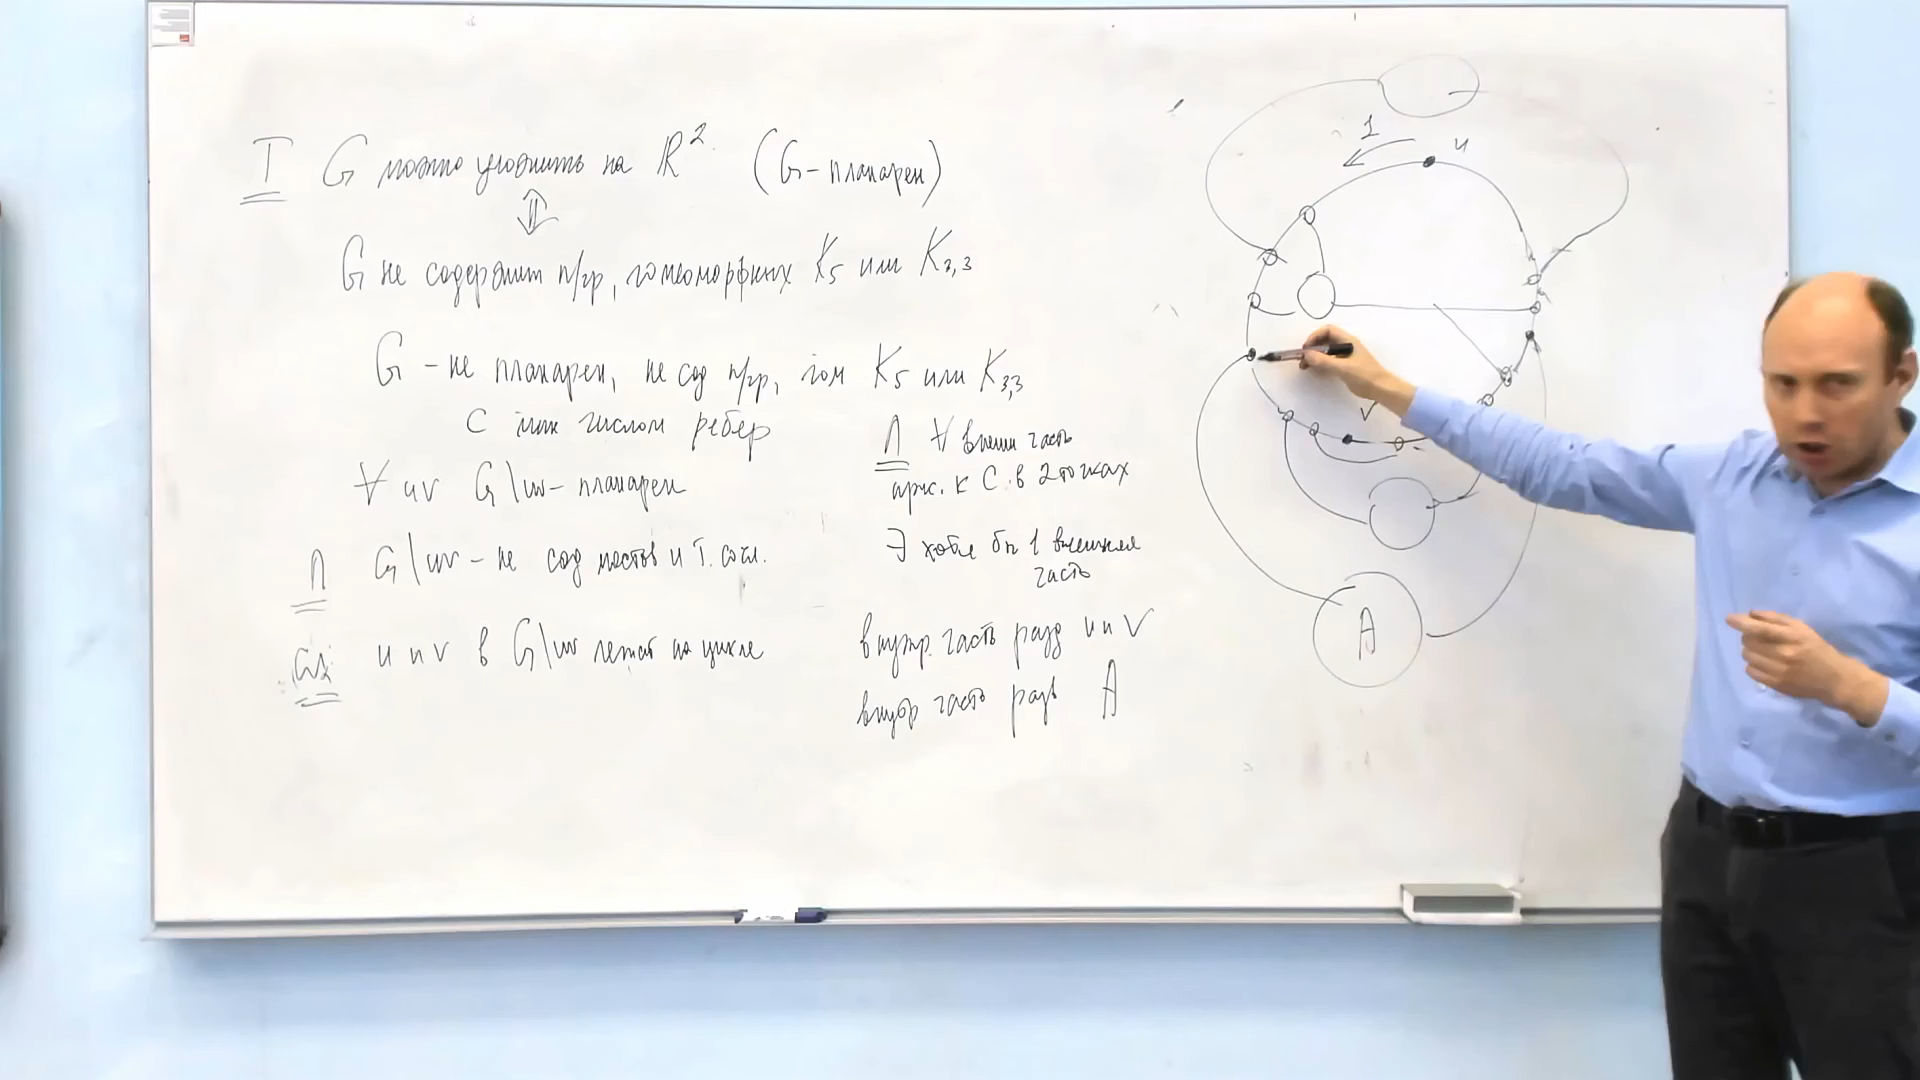 Т G можно уложить на R² (G - планарен)
⇕
G не содержит п/гр, гомеоморфных K₅ или K₃,₃
G - не планарен, не сод п/гр, гом K₅ или K₃,₃
с мин числом ребер
∀ uv G\uv - планарен
Л G\uv - не сод мостов и т. сочл.
Сл u и v в G\uv лежат на цикле
Л ∀ внешн часть
крис. к C в 2 точках
∃ хотя бы 1 внешняя
часть
внутр. часть разд u и v
внутр часть разд A
1
u
v
A